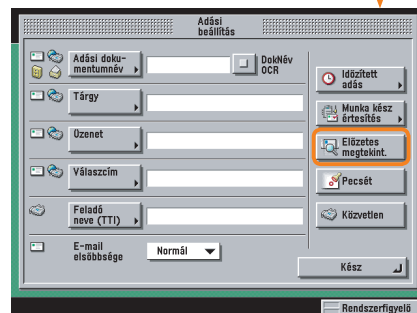 Adási
beállítás
Adási doku-
mentumnév
DokNév
OCR
Tárgy
Üzenet
Válaszcím
Feladó
neve (TTI)
E-mail
elsőbbsége
Normál
Időzített
adás
Munka kész
értesítés
Előzetes
megtekint.
Pecsét
Közvetlen
Kész
Rendszerfigyelő